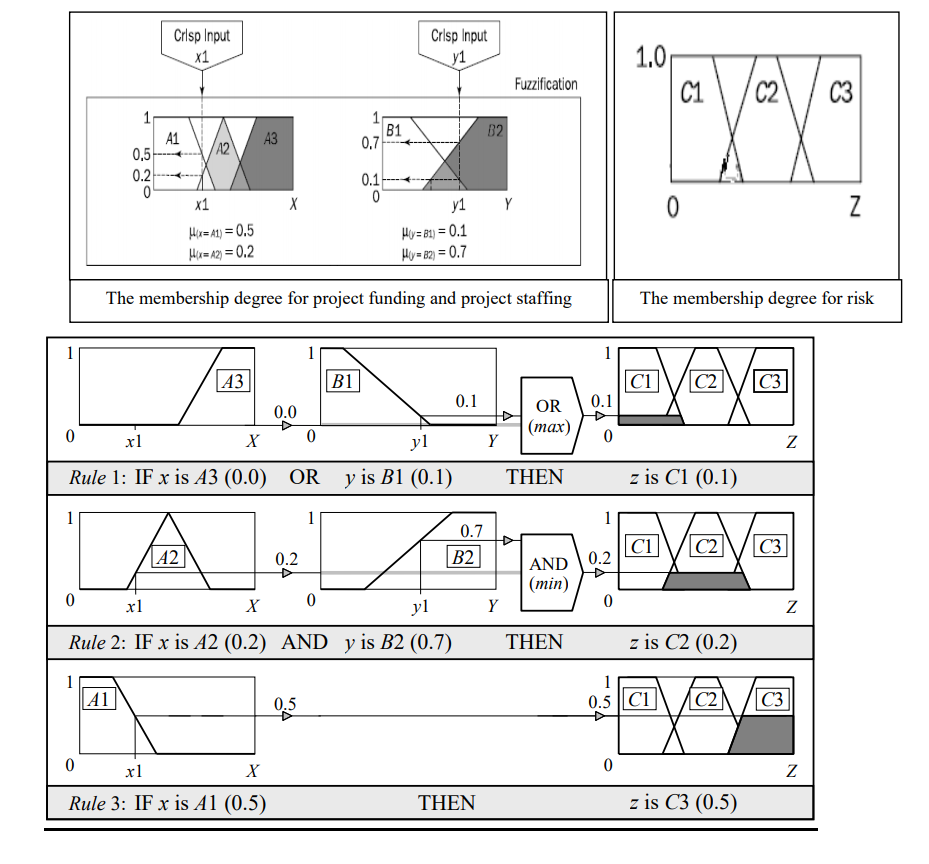 Crisp Input
x1
Crisp Input
y1
Fuzzification
1
0.5
0.2
0
A1
A2
A3
x1
X
μ(x = A1) = 0.5
μ(x = A2) = 0.2
1
0.7
0.1
0
B1
B2
y1
Y
μ(y = B1) = 0.1
μ(y = B2) = 0.7
1.0
C1
C2
C3
0
Z
The membership degree for project funding and project staffing
The membership degree for risk
1
A3
0
x1
X
0.0
1
B1
0.1
0
y1
Y
OR
(max)
0.1
1
C1
C2
C3
0
Z
Rule 1: IF x is A3 (0.0) OR y is B1 (0.1) THEN z is C1 (0.1)
1
A2
0
x1
X
0.2
1
0.7
B2
0
y1
Y
AND
(min)
0.2
1
C1
C2
C3
0
Z
Rule 2: IF x is A2 (0.2) AND y is B2 (0.7) THEN z is C2 (0.2)
1
A1
0
x1
X
0.5
1
0.5
C1
C2
C3
0
Z
Rule 3: IF x is A1 (0.5) THEN z is C3 (0.5)